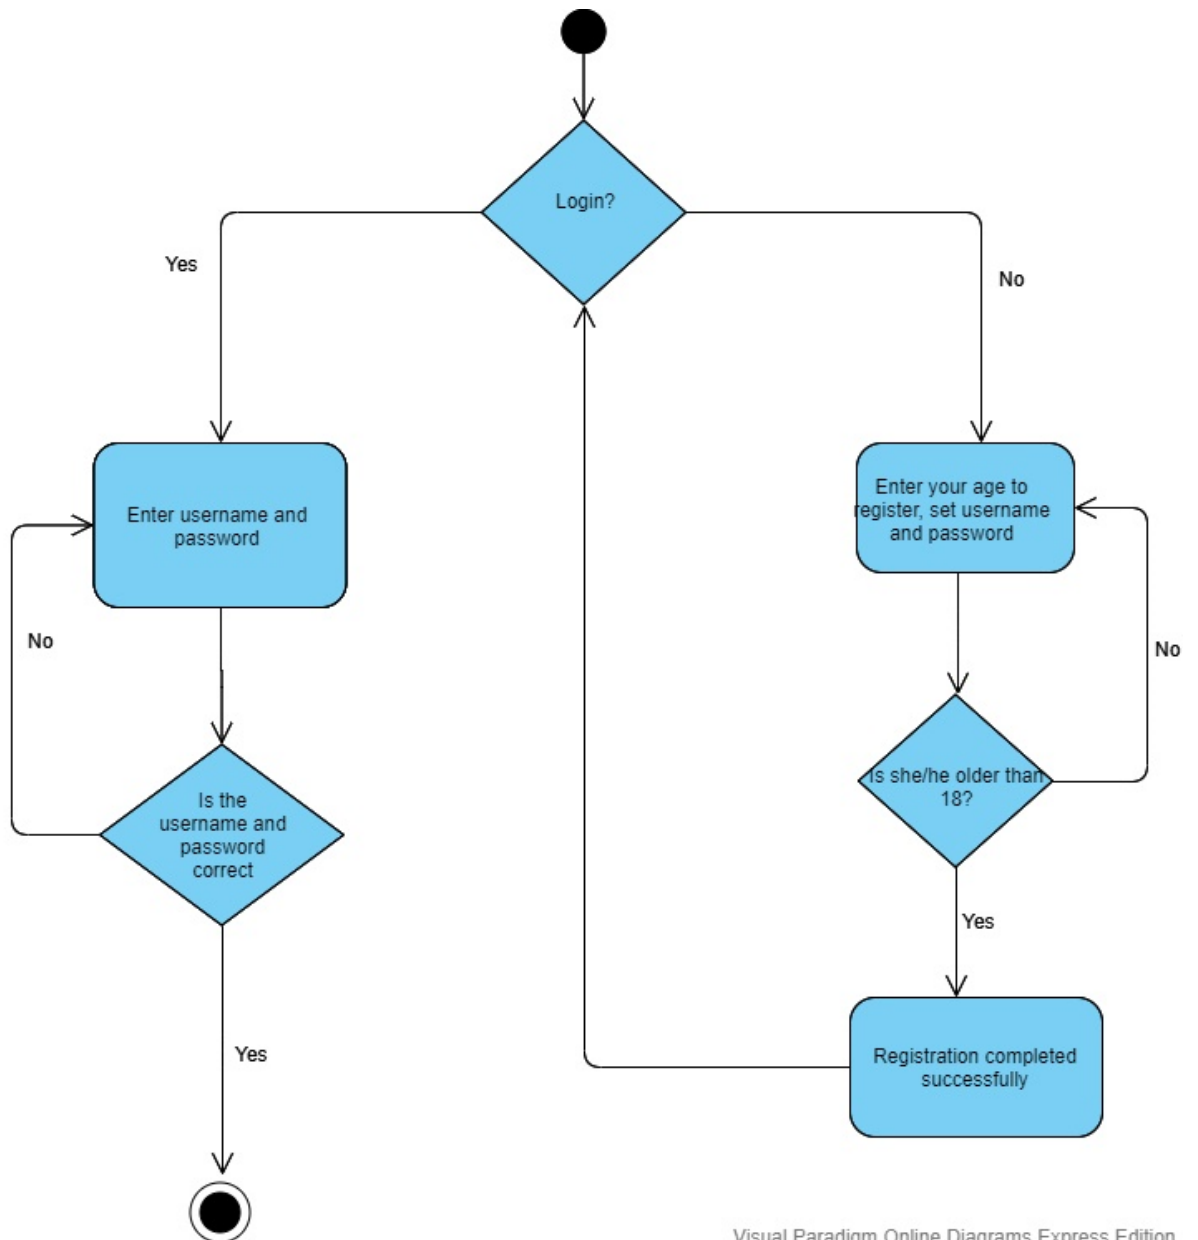 Login?
Yes
No
Enter username and
password
Enter your age to
register, set username
and password
No
No
Is the
username and
password
correct
Is she/he older than
18?
Yes
Yes
Registration completed
successfully
Visual Paradigm Online Diagrams Express Edition